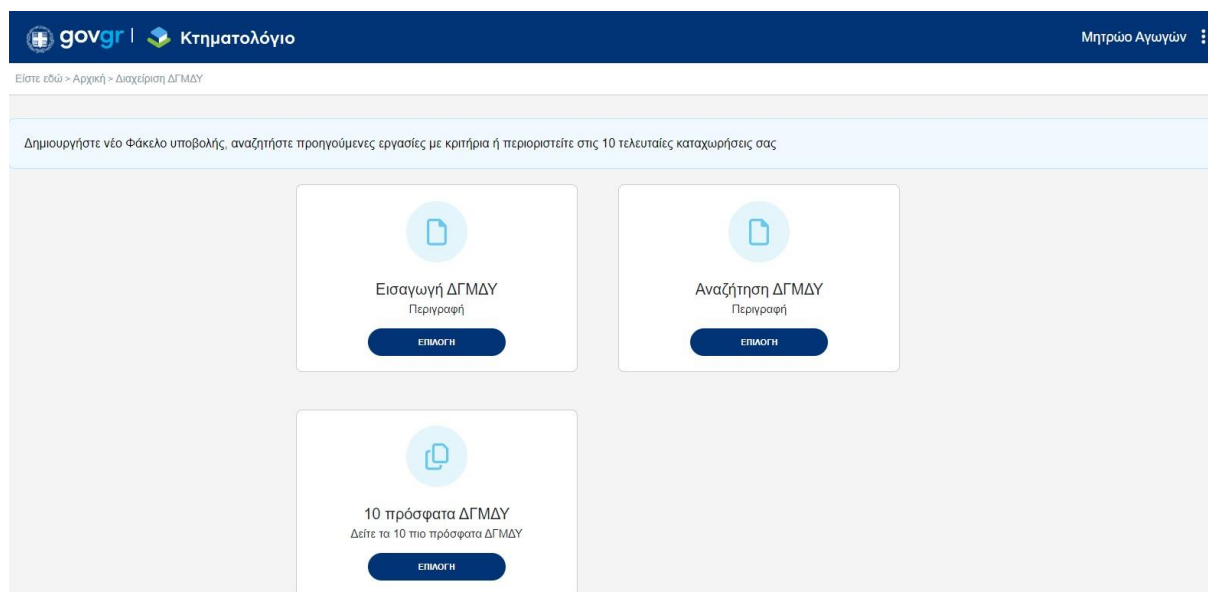 govgr | Κτηματολόγιο
Μητρώο Αγωγών
Είστε εδώ > Αρχική > Διαχείριση ΔΓΜΔΥ
Δημιουργήστε νέο Φάκελο υποβολής, αναζητήστε προηγούμενες εργασίες με κριτήρια ή περιοριστείτε στις 10 τελευταίες καταχωρήσεις σας
Εισαγωγή ΔΓΜΔΥ
Περιγραφή
ΕΠΙΛΟΓΗ
Αναζήτηση ΔΓΜΔΥ
Περιγραφή
ΕΠΙΛΟΓΗ
10 πρόσφατα ΔΓΜΔΥ
Δείτε τα 10 πιο πρόσφατα ΔΓΜΔΥ
ΕΠΙΛΟΓΗ